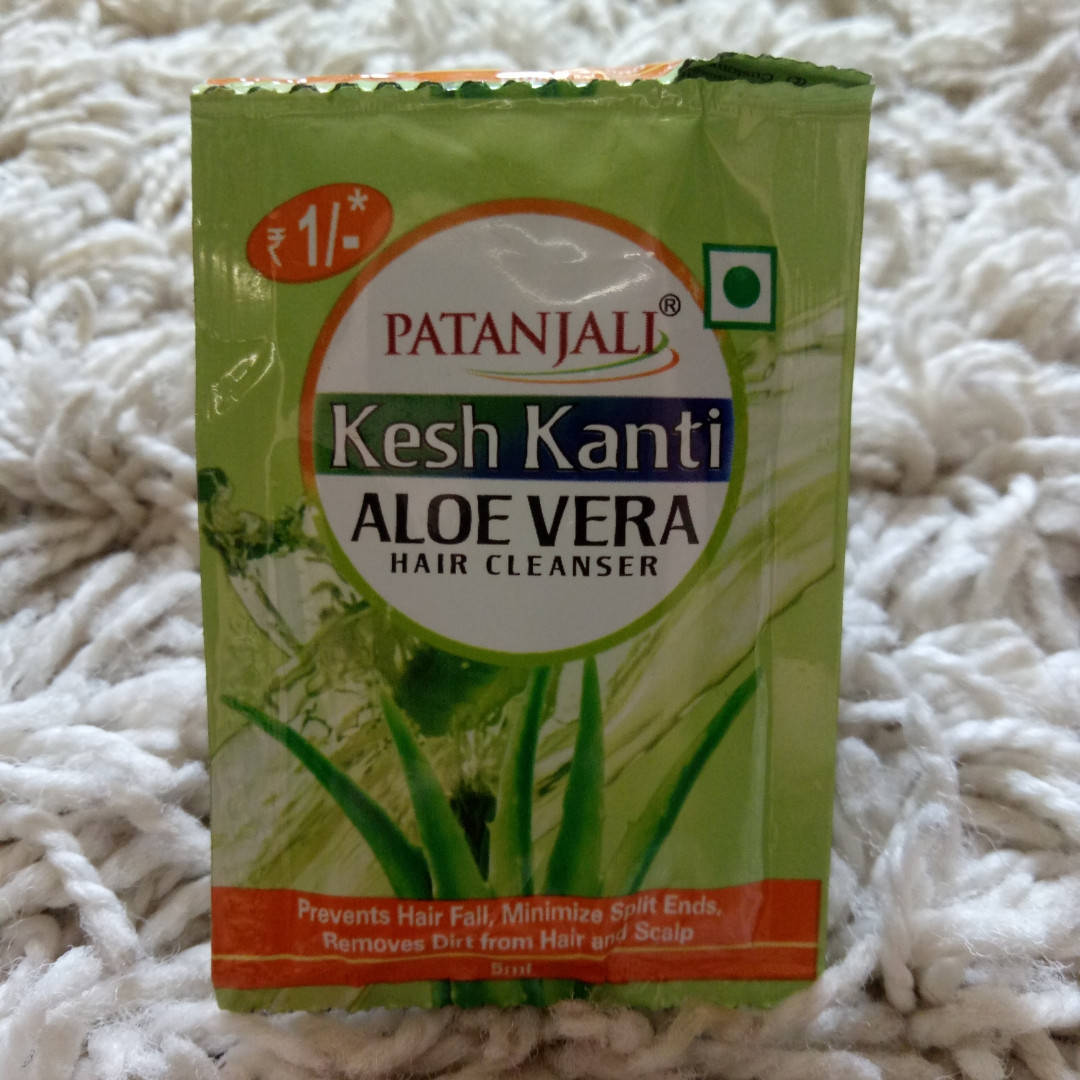 ₹ 1/-*
PATANJALI®
Kesh Kanti
ALOE VERA
HAIR CLEANSER
Prevents Hair Fall, Minimize Split Ends,
Removes Dirt from Hair and Scalp
5ml